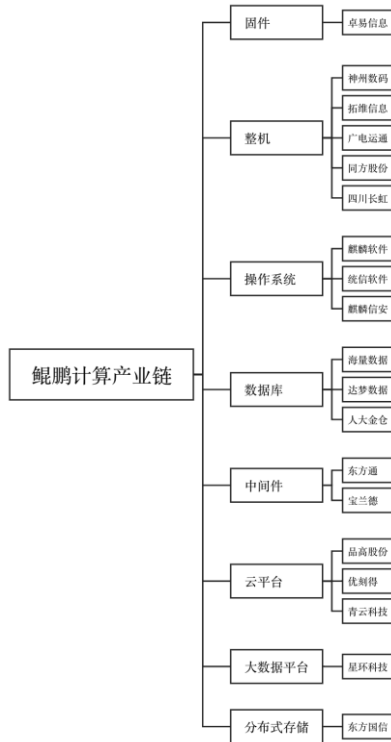 鲲鹏计算产业链
固件
卓易信息
整机
神州数码
拓维信息
广电运通
同方股份
四川长虹
操作系统
麒麟软件
统信软件
麒麟信安
数据库
海量数据
达梦数据
人大金仓
中间件
东方通
宝兰德
云平台
品高股份
优刻得
青云科技
大数据平台
星环科技
分布式存储
东方国信